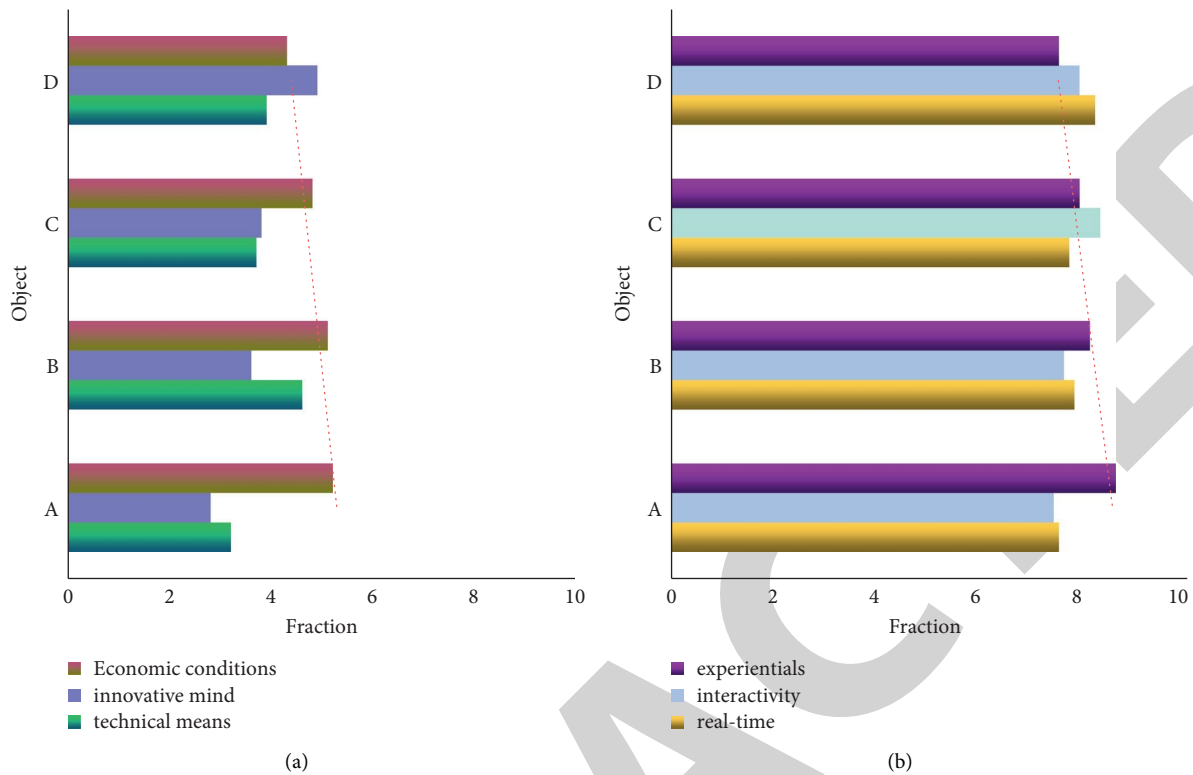 D
C
B
A
Object
0 2 4 6 8 10
Fraction
Economic conditions
innovative mind
technical means
(a)
D
C
B
A
Object
0 2 4 6 8 10
Fraction
experientials
interactivity
real-time
(b)